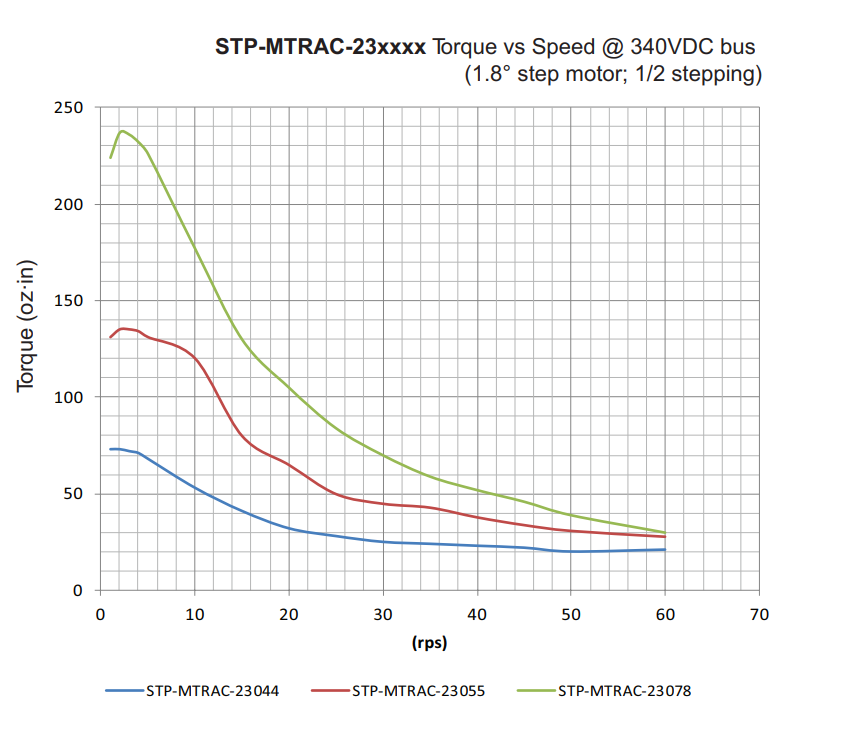 STP-MTRAC-23xxxx Torque vs Speed @ 340VDC bus
(1.8° step motor; 1/2 stepping)
250
200
150
100
50
0
Torque (oz·in)
0 10 20 30 40 50 60 70
(rps)
STP-MTRAC-23044 STP-MTRAC-23055 STP-MTRAC-23078